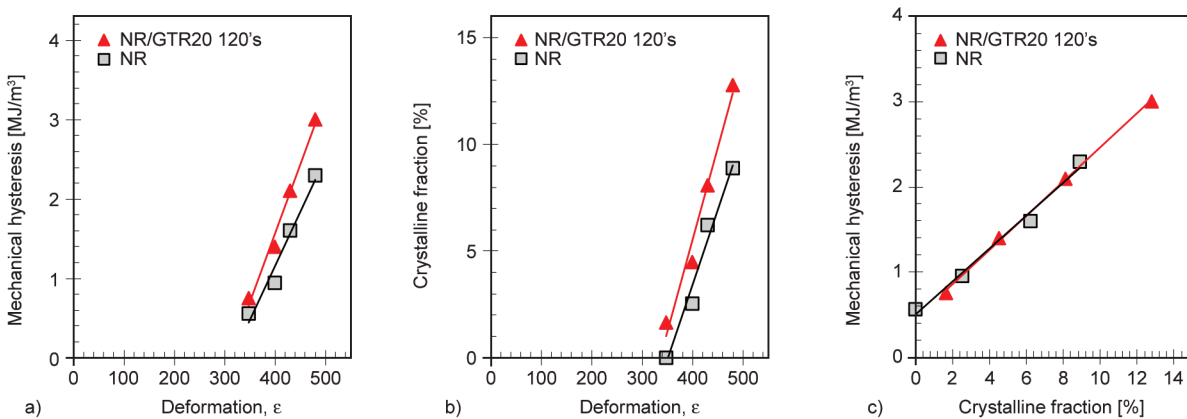 4
3
2
1
0
0
100
200
300
400
500
Mechanical hysteresis [MJ/m³]
NR/GTR20 120's
NR
Deformation, ε
a)
15
10
5
0
0
100
200
300
400
500
Crystalline fraction [%]
NR/GTR20 120's
NR
Deformation, ε
b)
4
3
2
1
0
0
2
4
6
8
10
12
14
Mechanical hysteresis [MJ/m³]
NR/GTR20 120's
NR
Crystalline fraction [%]
c)